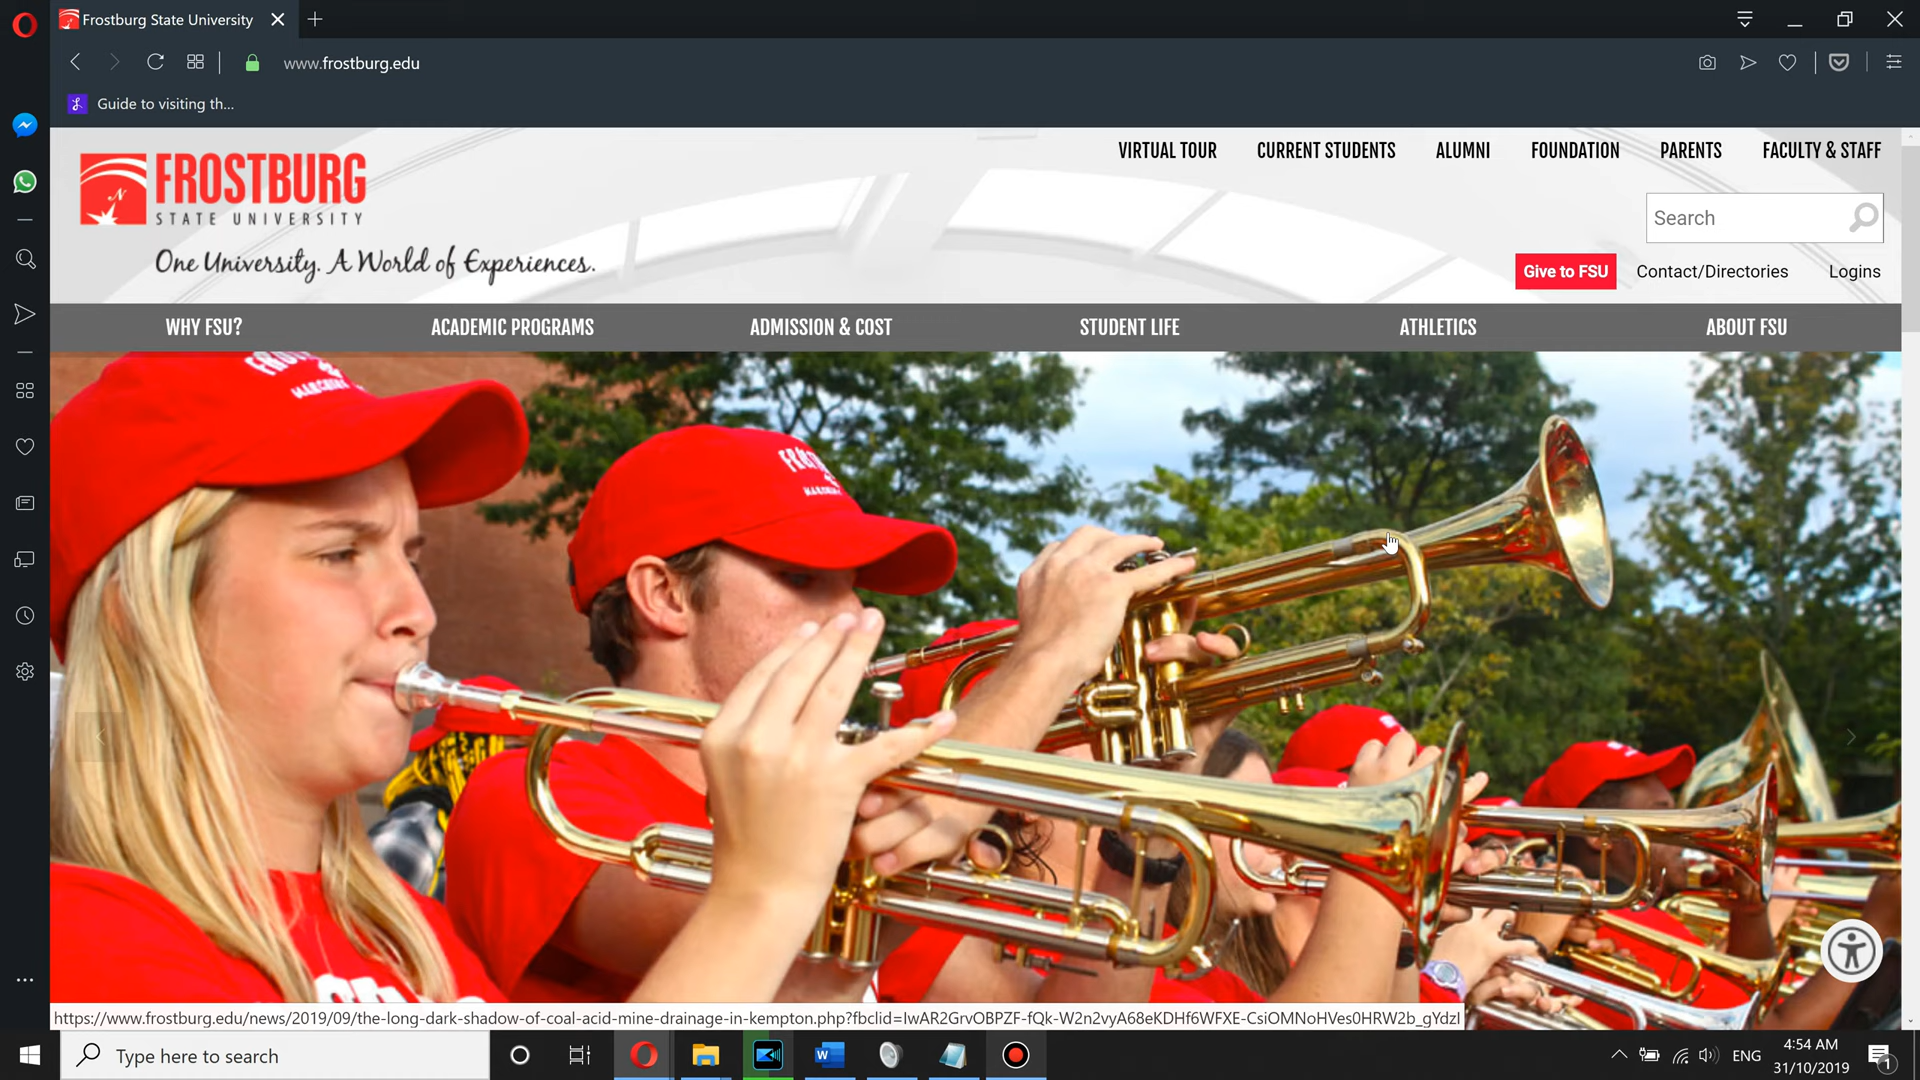 Frostburg State University
www.frostburg.edu
Guide to visiting th...
VIRTUAL TOUR CURRENT STUDENTS ALUMNI FOUNDATION PARENTS FACULTY & STAFF
FROSTBURG
STATE UNIVERSITY
One University. A World of Experiences.
Search
Give to FSU Contact/Directories Logins
WHY FSU? ACADEMIC PROGRAMS ADMISSION & COST STUDENT LIFE ATHLETICS ABOUT FSU
https://www.frostburg.edu/news/2019/09/the-long-dark-shadow-of-coal-acid-mine-drainage-in-kempton.php?fbclid=IwAR2GrvOBPZF-fQk-W2n2vyA68eKDHf6WFXE-CsiOMNoHVes0HRW2b_gYdzI
Type here to search
ENG
4:54 AM
31/10/2019
1